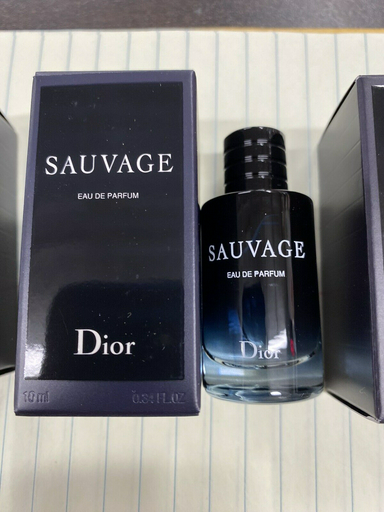 SAUVAGE
EAU DE PARFUM
Dior
10 ml
0.34 FL.OZ
SAUVAGE
EAU DE PARFUM
Dior